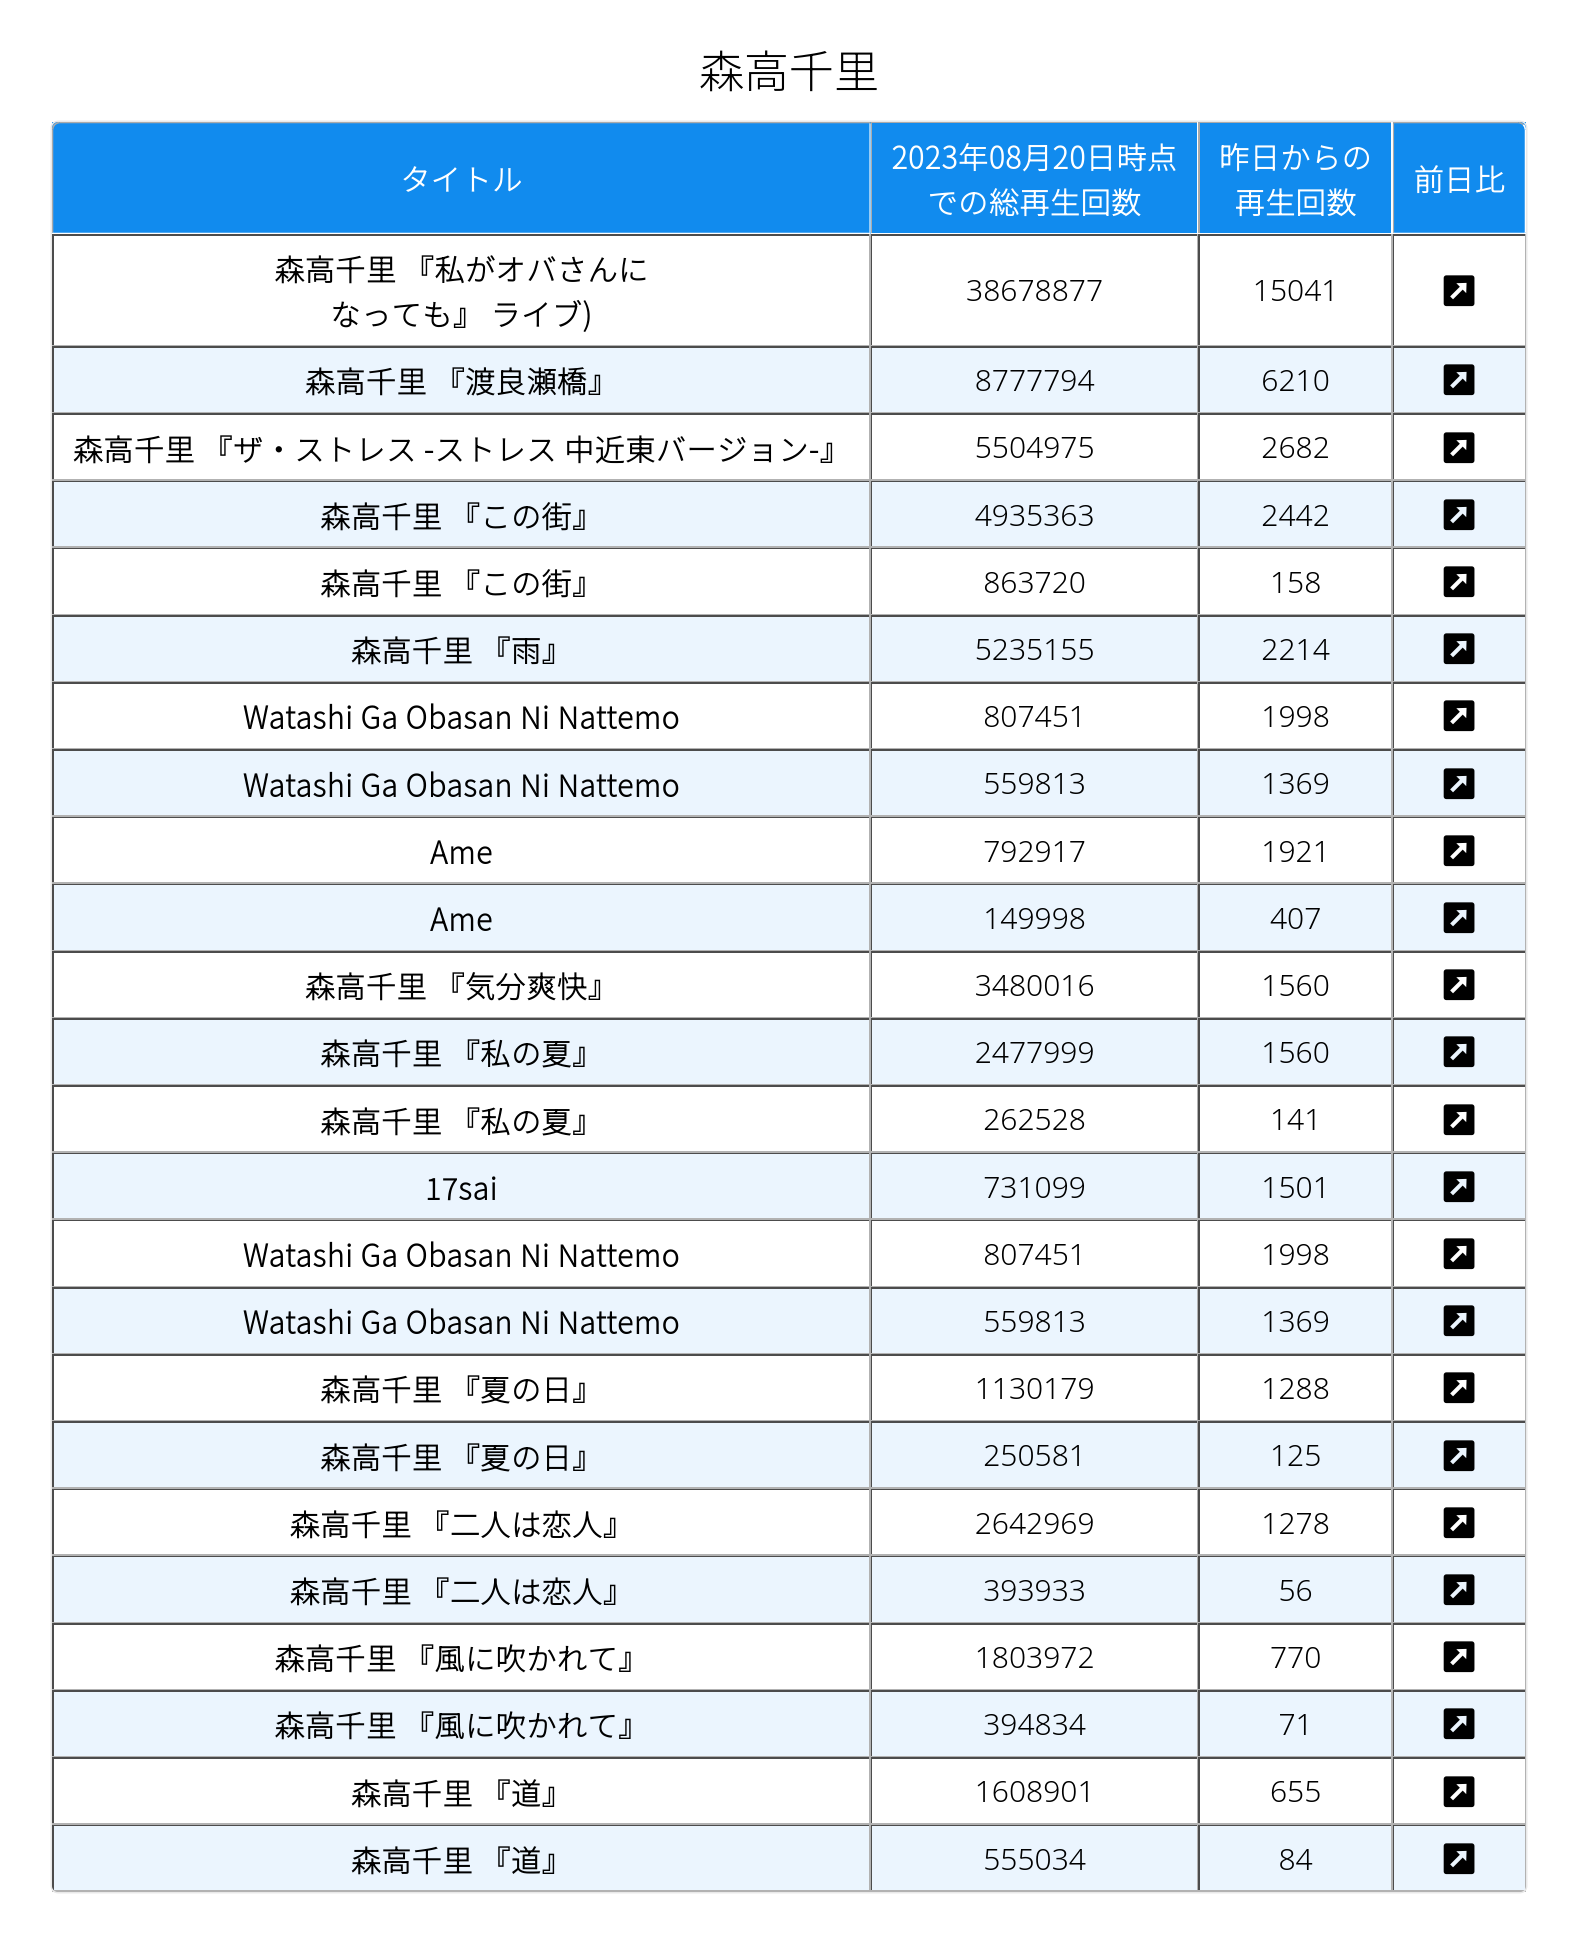 森高千里
タイトル 2023年08月20日時点 昨日からの 前日比
での総再生回数 再生回数
森高千里 『私がオバさんに
なっても』 ライブ) 38678877 15041
森高千里 『渡良瀬橋』 8777794 6210
森高千里 『ザ・ストレス -ストレス 中近東バージョン-』 5504975 2682
森高千里 『この街』 4935363 2442
森高千里 『この街』 863720 158
森高千里 『雨』 5235155 2214
Watashi Ga Obasan Ni Nattemo 807451 1998
Watashi Ga Obasan Ni Nattemo 559813 1369
Ame 792917 1921
Ame 149998 407
森高千里 『気分爽快』 3480016 1560
森高千里 『私の夏』 2477999 1560
森高千里 『私の夏』 262528 141
17sai 731099 1501
Watashi Ga Obasan Ni Nattemo 807451 1998
Watashi Ga Obasan Ni Nattemo 559813 1369
森高千里 『夏の日』 1130179 1288
森高千里 『夏の日』 250581 125
森高千里 『二人は恋人』 2642969 1278
森高千里 『二人は恋人』 393933 56
森高千里 『風に吹かれて』 1803972 770
森高千里 『風に吹かれて』 394834 71
森高千里 『道』 1608901 655
森高千里 『道』 555034 84